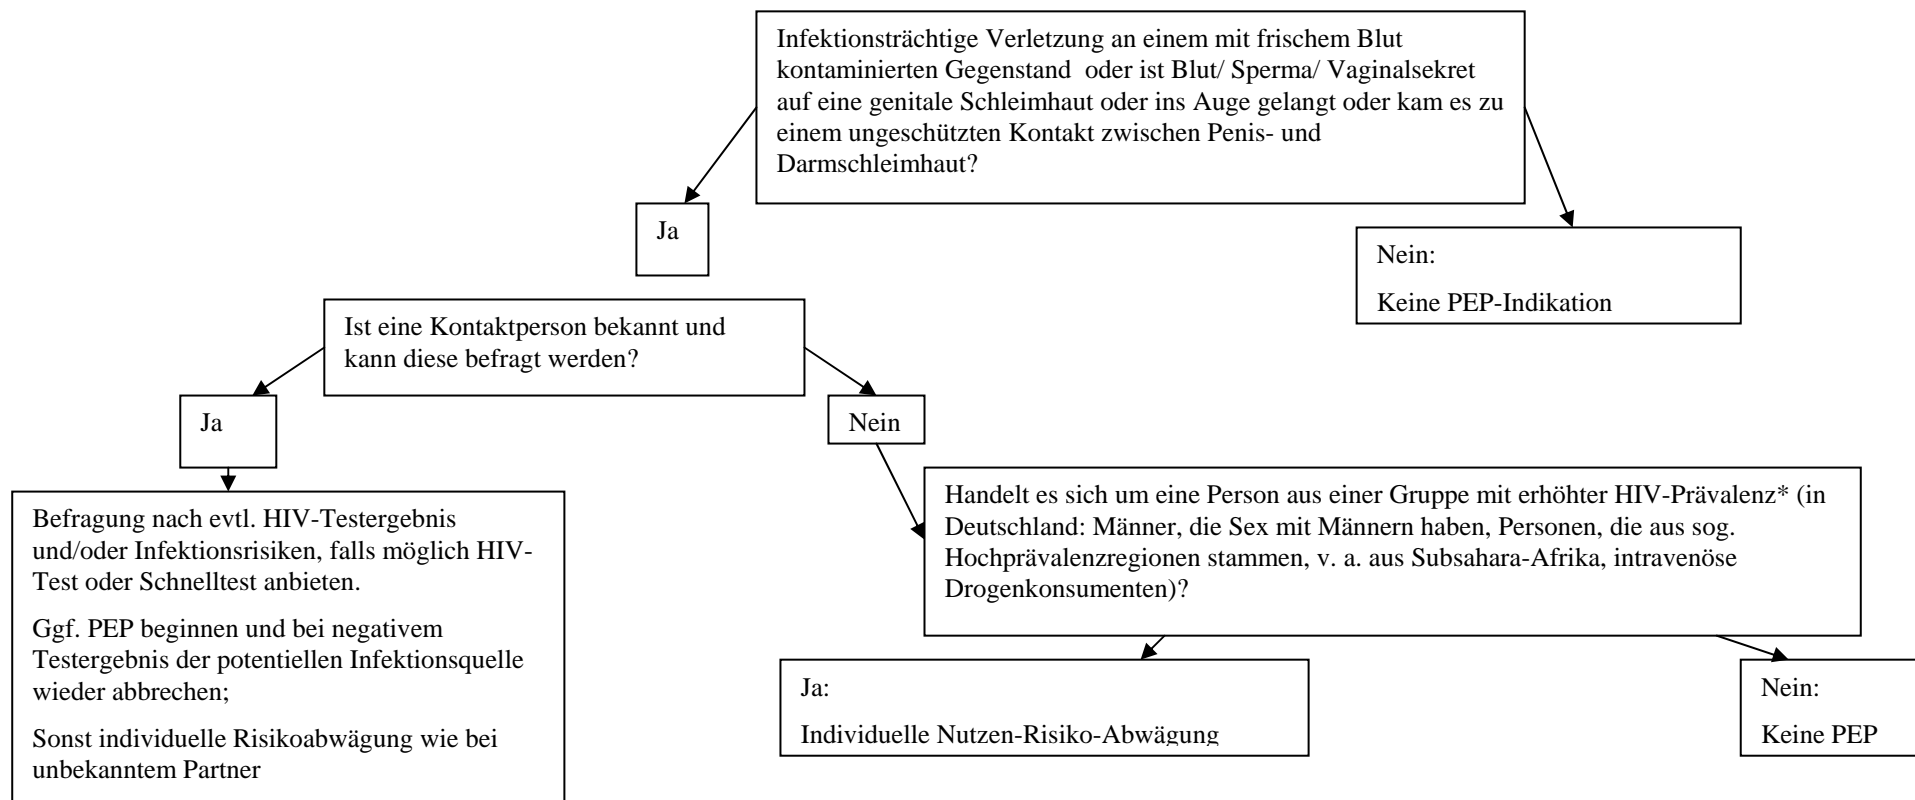 Infektionsträchtige Verletzung an einem mit frischem Blut
kontaminierten Gegenstand oder ist Blut/ Sperma/ Vaginalsekret
auf eine genitale Schleimhaut oder ins Auge gelangt oder kam es zu
einem ungeschützten Kontakt zwischen Penis- und
Darmschleimhaut?
Ja
Nein:
Keine PEP-Indikation
Ist eine Kontaktperson bekannt und
kann diese befragt werden?
Ja
Nein
Befragung nach evtl. HIV-Testergebnis
und/oder Infektionsrisiken, falls möglich HIV-
Test oder Schnelltest anbieten.
Ggf. PEP beginnen und bei negativem
Testergebnis der potentiellen Infektionsquelle
wieder abbrechen;
Sonst individuelle Risikoabwägung wie bei
unbekanntem Partner
Handelt es sich um eine Person aus einer Gruppe mit erhöhter HIV-Prävalenz* (in
Deutschland: Männer, die Sex mit Männern haben, Personen, die aus sog.
Hochprävalenzregionen stammen, v. a. aus Subsahara-Afrika, intravenöse
Drogenkonsumenten)?
Ja:
Individuelle Nutzen-Risiko-Abwägung
Nein:
Keine PEP